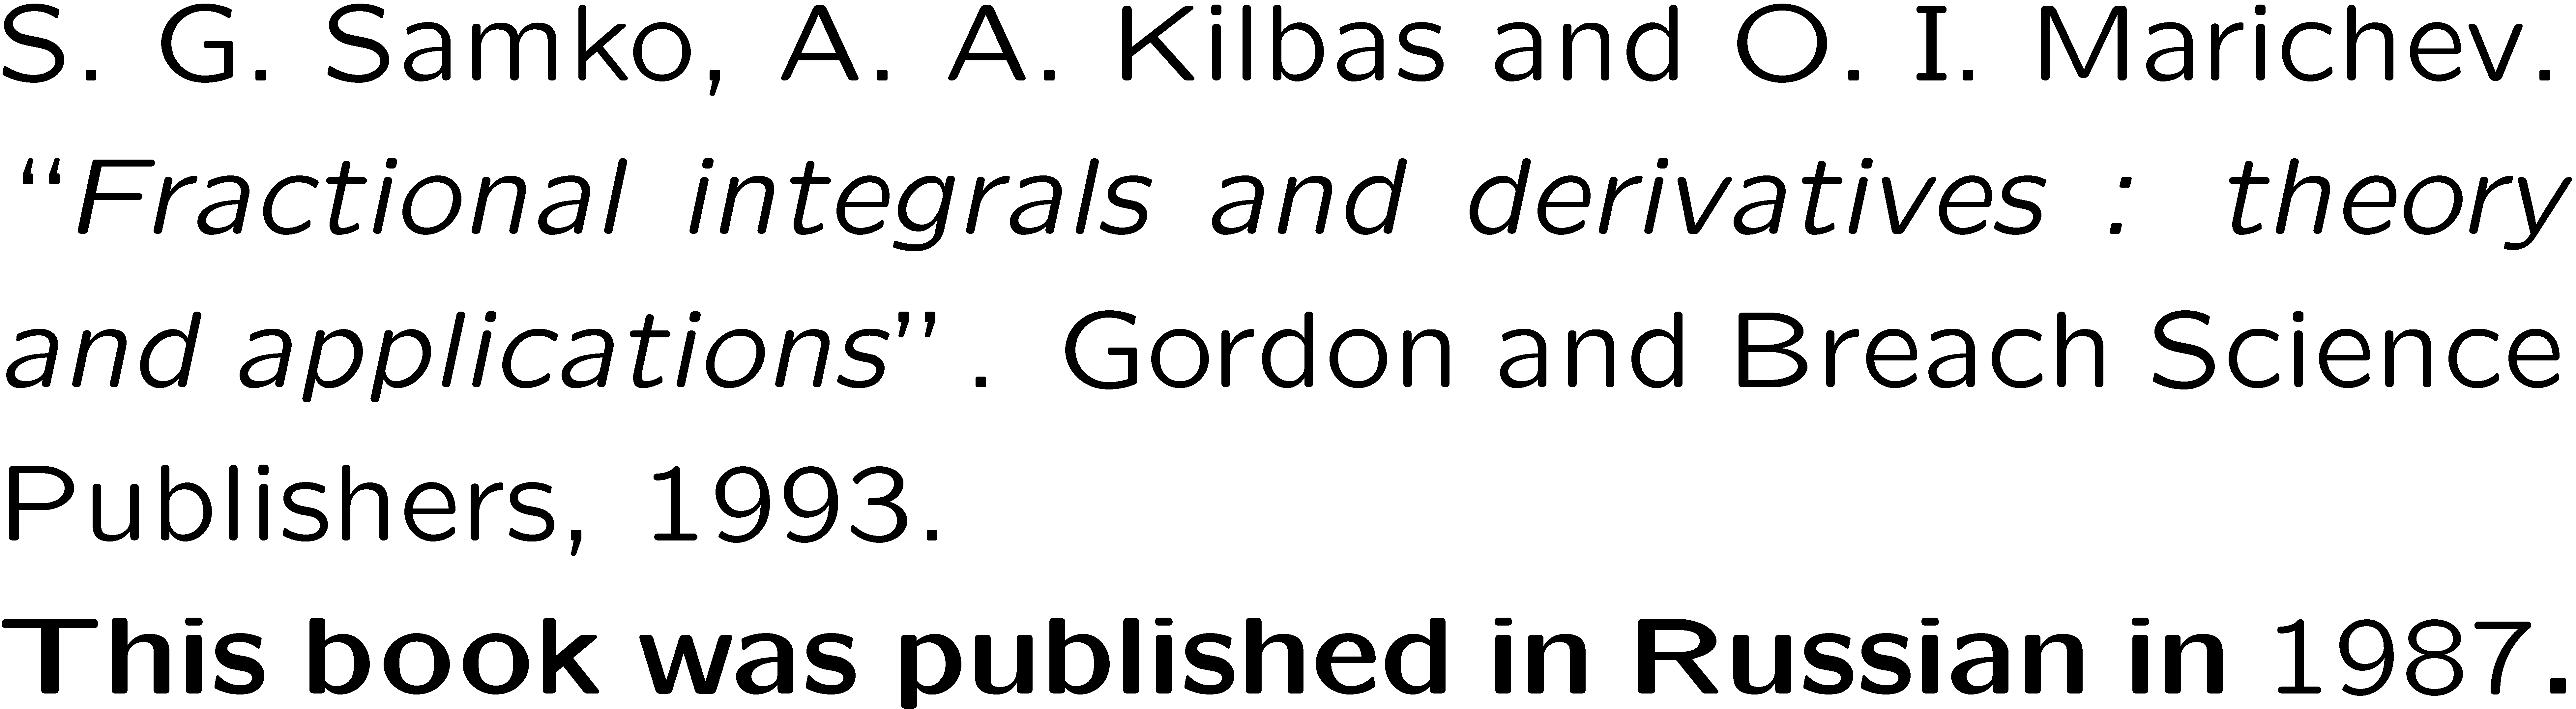 S. G. Samko, A. A. Kilbas and O. I. Marichev.
“Fractional integrals and derivatives : theory
and applications” . Gordon and Breach Science
Publishers, 1993.
This book was published in Russian in 1987.